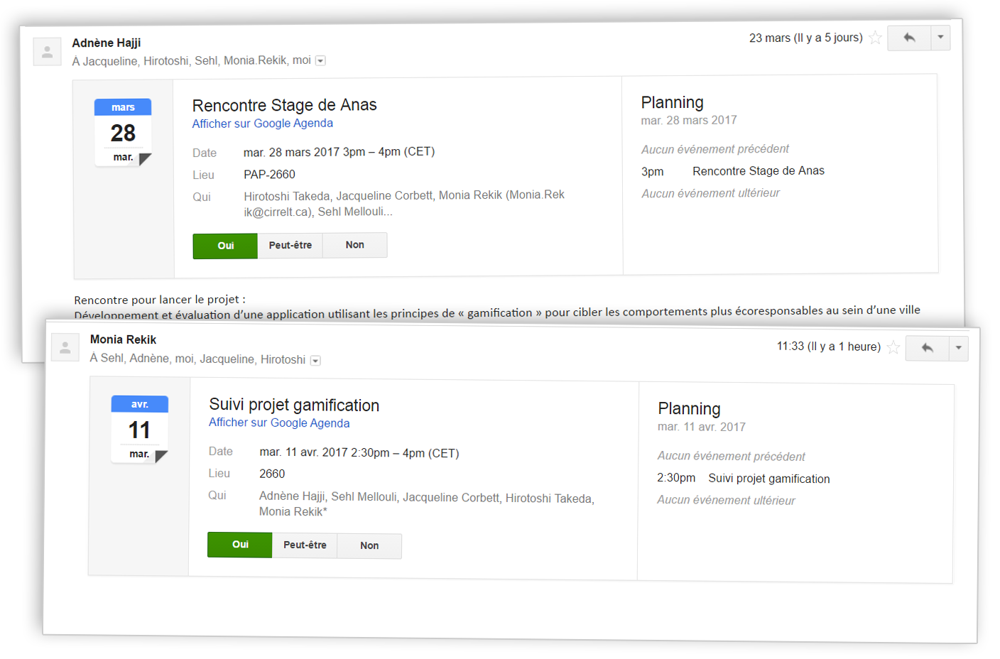 Adnène Hajji
23 mars (Il y a 5 jours)
À Jacqueline, Hirotoshi, Sehl, Monia.Rekik, moi
mars
28
mar.
Rencontre Stage de Anas
Afficher sur Google Agenda
Date mar. 28 mars 2017 3pm – 4pm (CET)
Lieu PAP-2660
Qui Hirotoshi Takeda, Jacqueline Corbett, Monia Rekik (Monia.Rek
ik@cirrelt.ca), Sehl Mellouli...
Oui Peut-être Non
Planning
mar. 28 mars 2017
Aucun événement précédent
3pm Rencontre Stage de Anas
Aucun événement ultérieur
Rencontre pour lancer le projet :
Développement et évaluation d’une application utilisant les principes de « gamification » pour cibler les comportements plus écoresponsables au sein d’une ville
Monia Rekik
11:33 (Il y a 1 heure)
À Sehl, Adnène, moi, Jacqueline, Hirotoshi
avr.
11
mar.
Suivi projet gamification
Afficher sur Google Agenda
Date mar. 11 avr. 2017 2:30pm – 4pm (CET)
Lieu 2660
Qui Adnène Hajji, Sehl Mellouli, Jacqueline Corbett, Hirotoshi Takeda,
Monia Rekik*
Oui Peut-être Non
Planning
mar. 11 avr. 2017
Aucun événement précédent
2:30pm Suivi projet gamification
Aucun événement ultérieur